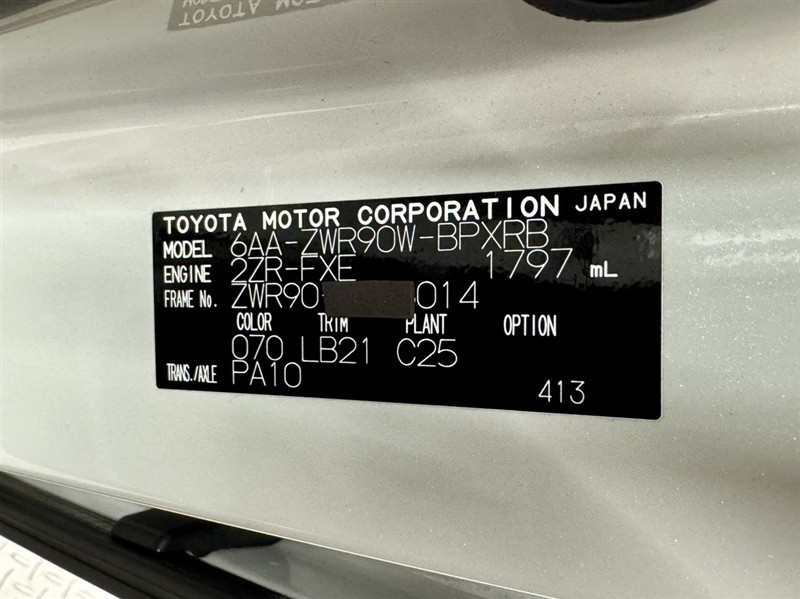 TOYOTA MOTOR CORPORATION JAPAN
MODEL 6AA-ZWR90W-BPXRB
ENGINE 2ZR-FXE 1797 mL
FRAME No. ZWR90- 014
COLOR TRIM PLANT OPTION
070 LB21 C25
TRANS./AXLE PA10
413